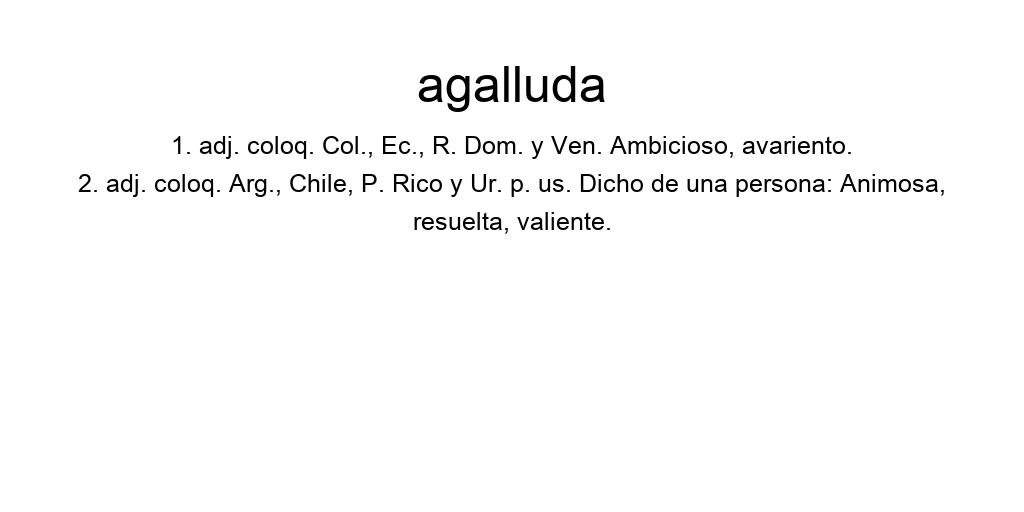 agalluda
1. adj. coloq. Col., Ec., R. Dom. y Ven. Ambicioso, avariento.
2. adj. coloq. Arg., Chile, P. Rico y Ur. p. us. Dicho de una persona: Animosa,
resuelta, valiente.